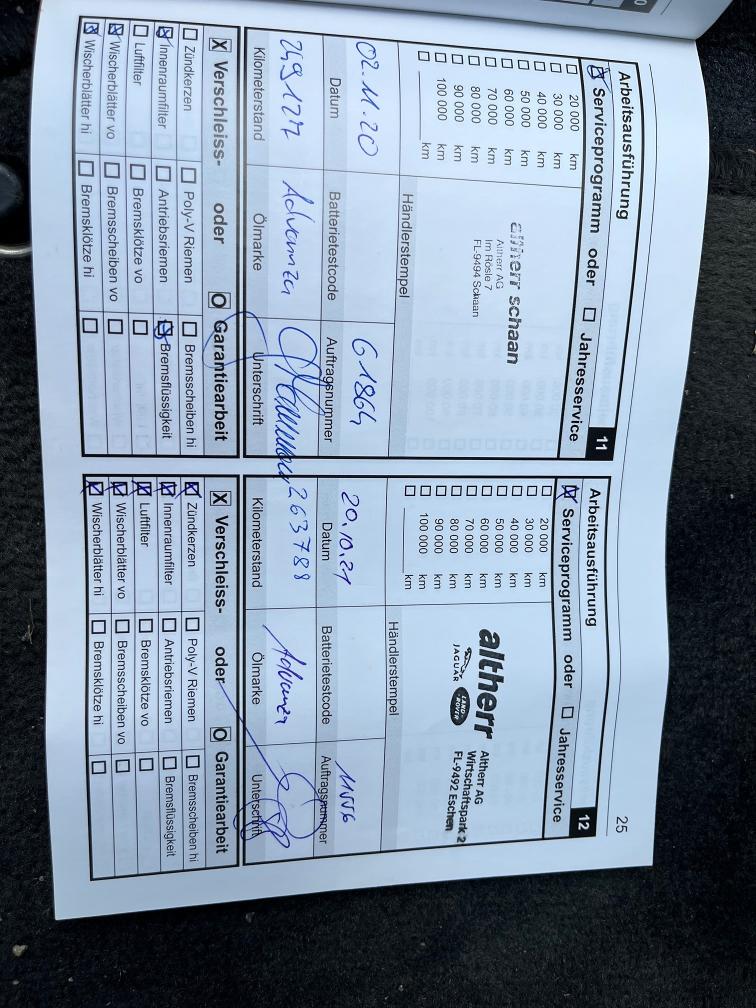 25
Arbeitsausführung
11
Serviceprogramm oder Jahresservice
20 000 km
30 000 km
40 000 km
50 000 km
60 000 km
70 000 km
80 000 km
90 000 km
100 000 km
km
altherr schaan
Altherr AG
Im Rösle 7
FL-9494 Schaan
Händlerstempel
02.11.20
61864
Datum Batterietestcode Auftragsnummer
249127
Kilometerstand Ölmarke Unterschrift
X Verschleiss- oder O Garantiearbeit
Zündkerzen Poly-V Riemen Bremsscheiben hi
Innenraumfilter Antriebsriemen Bremsflüssigkeit
Luftfilter Bremsklötze vo
Wischerblätter vo Bremsscheiben vo
Wischerblätter hi Bremsklötze hi
Arbeitsausführung
12
Serviceprogramm oder Jahresservice
20 000 km
30 000 km
40 000 km
50 000 km
60 000 km
70 000 km
80 000 km
90 000 km
100 000 km
km
altherr
JAGUAR
LAND-
ROVER
Altherr AG
Wirtschaftspark 2
FL-9492 Eschen
Händlerstempel
20.10.21
11556
Datum Batterietestcode Auftragsnummer
263788
Kilometerstand Ölmarke Unterschrift
X Verschleiss- oder O Garantiearbeit
Zündkerzen Poly-V Riemen Bremsscheiben hi
Innenraumfilter Antriebsriemen Bremsflüssigkeit
Luftfilter Bremsklötze vo
Wischerblätter vo Bremsscheiben vo
Wischerblätter hi Bremsklötze hi